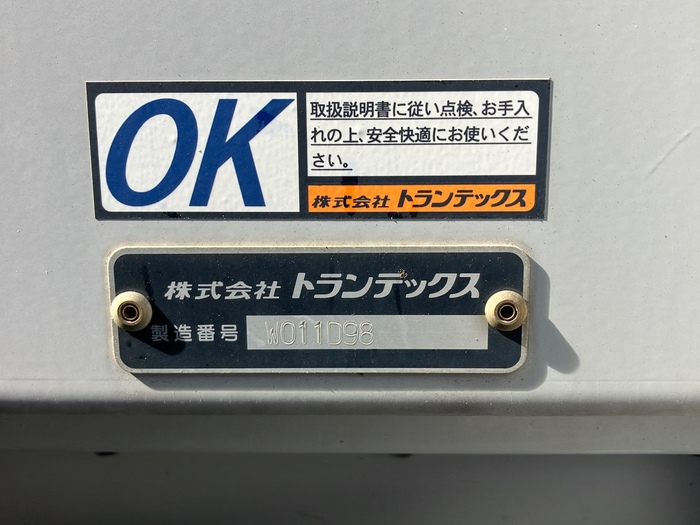 OK
取扱説明書に従い点検、お手入
れの上、安全快適にお使いくだ
さい。
株式会社 トランテックス
株式会社 トランテックス
製造番号 W011D98